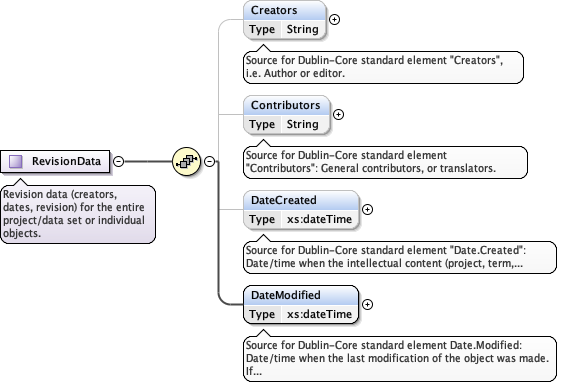 Creators
Type String
Source for Dublin-Core standard element "Creators",
i.e. Author or editor.
Contributors
Type String
Source for Dublin-Core standard element
"Contributors": General contributors, or translators.
RevisionData
Revision data (creators,
dates, revision) for the entire
project/data set or individual
objects.
DateCreated
Type xs:dateTime
Source for Dublin-Core standard element "Date.Created":
Date/time when the intellectual content (project, term,...
DateModified
Type xs:dateTime
Source for Dublin-Core standard element Date.Modified:
Date/time when the last modification of the object was made.
If...